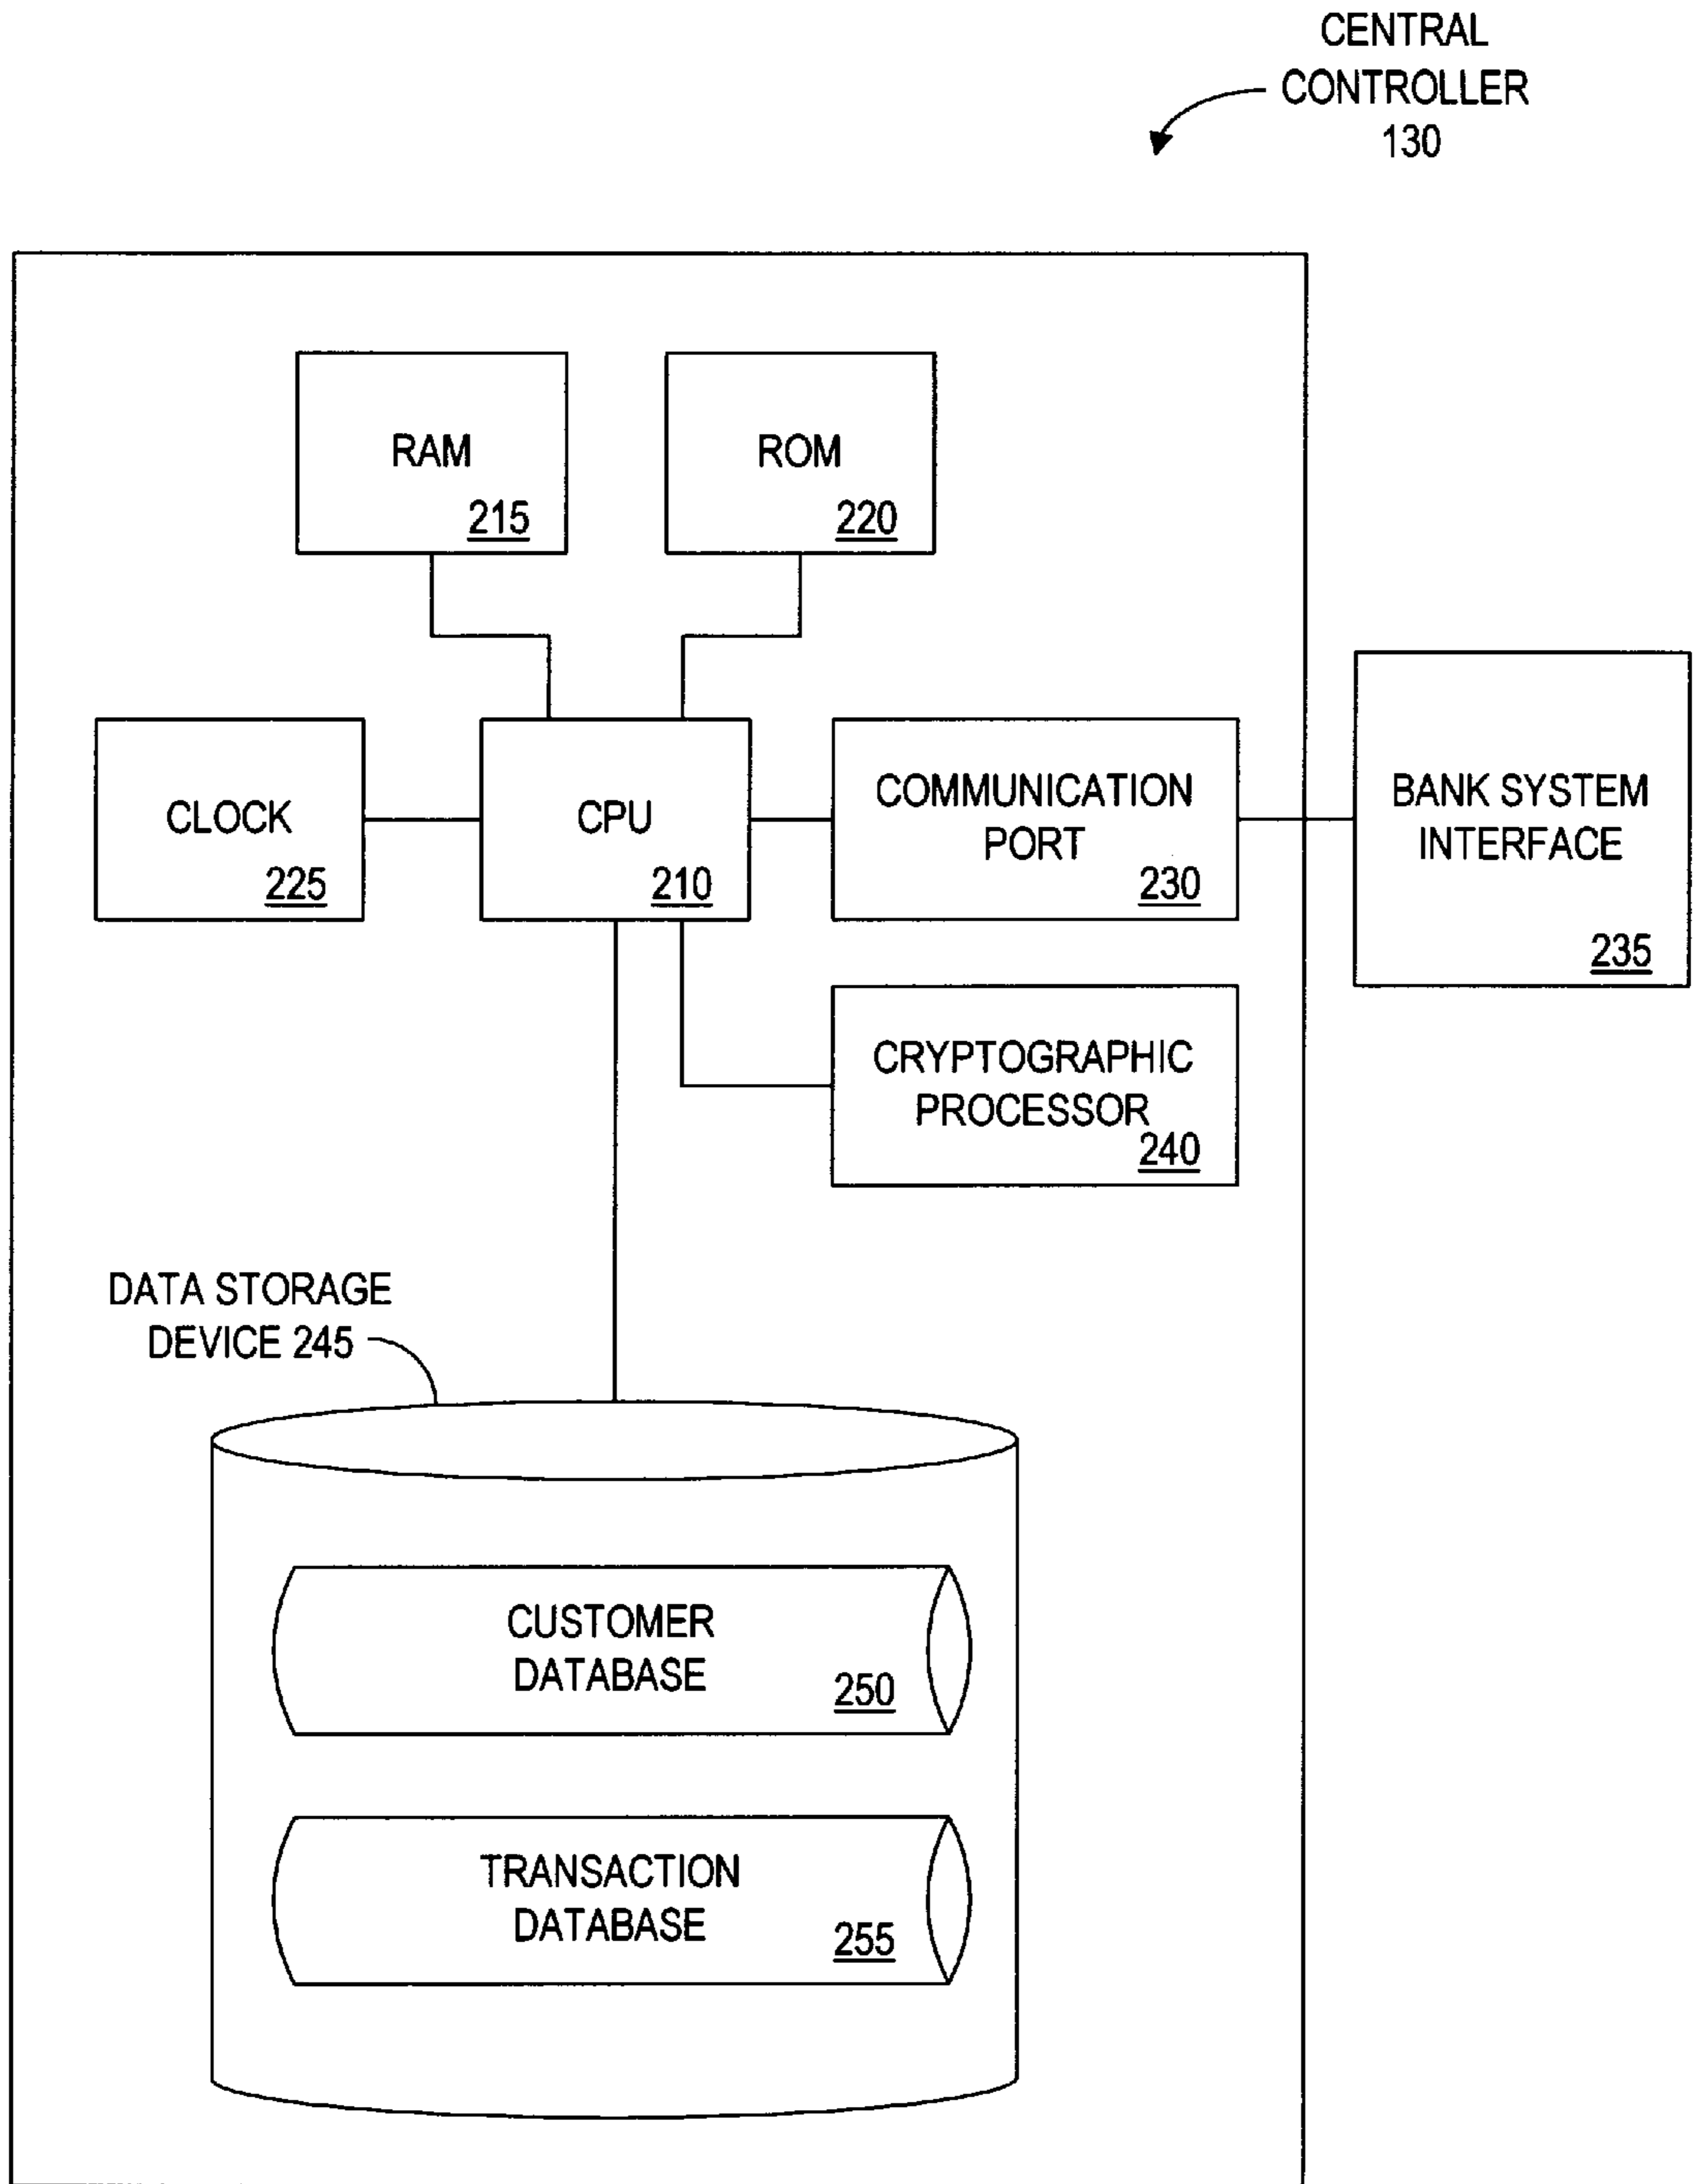 CENTRAL
CONTROLLER
130
RAM
215
ROM
220
CLOCK
225
CPU
210
COMMUNICATION
PORT
230
BANK SYSTEM
INTERFACE
235
CRYPTOGRAPHIC
PROCESSOR
240
DATA STORAGE
DEVICE 245
CUSTOMER
DATABASE
250
TRANSACTION
DATABASE
255